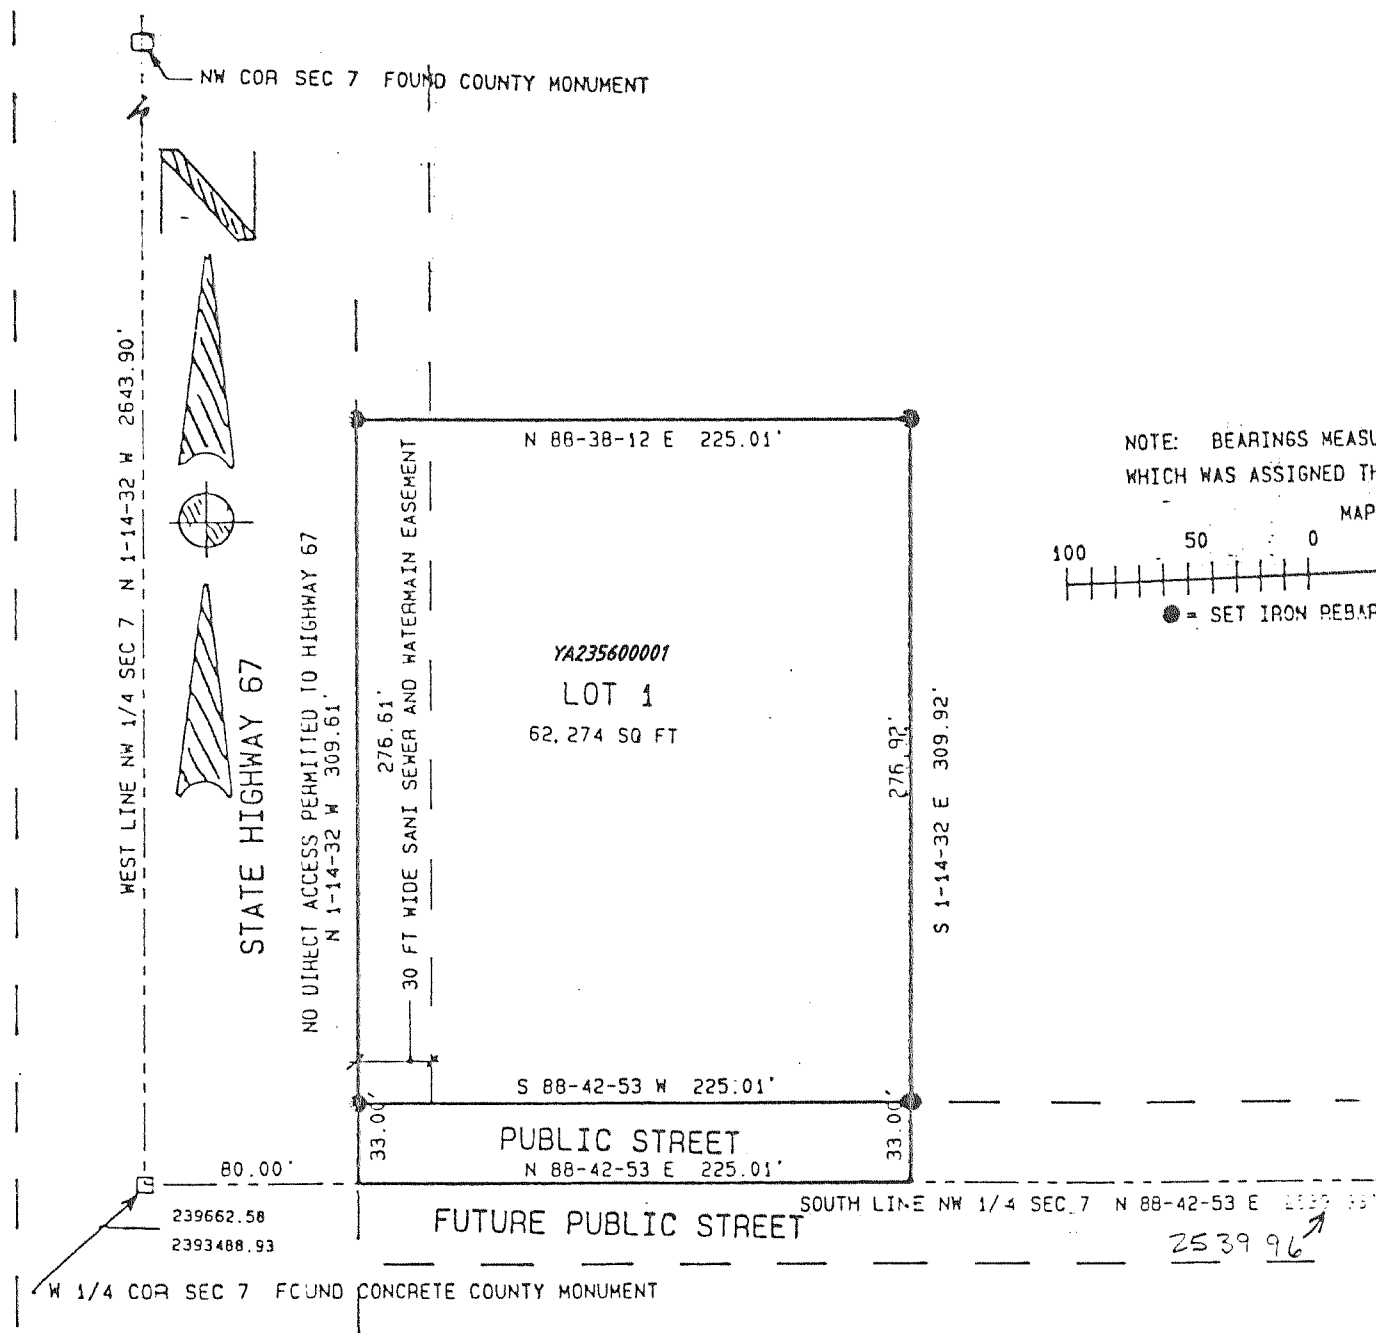 NW COR SEC 7 FOUND COUNTY MONUMENT
N
WEST LINE NW 1/4 SEC 7 N 1-14-32 W 2643.90'
STATE HIGHWAY 67
NO DIRECT ACCESS PERMITTED TO HIGHWAY 67
N 1-14-32 W 309.61'
276.61'
30 FT WIDE SANI SEWER AND WATERMAIN EASEMENT
N 88-38-12 E 225.01'
YA235600001
LOT 1
62,274 SQ FT
276.92'
S 1-14-32 E 309.92'
NOTE: BEARINGS MEASU
WHICH WAS ASSIGNED TH
MAP
100 50 0
= SET IRON REBAR
S 88-42-53 W 225.01'
33.00'
PUBLIC STREET
33.00'
N 88-42-53 E 225.01'
80.00'
239662.58
2393488.93
SOUTH LINE NW 1/4 SEC 7 N 88-42-53 E
FUTURE PUBLIC STREET
2539 96
W 1/4 COR SEC 7 FOUND CONCRETE COUNTY MONUMENT